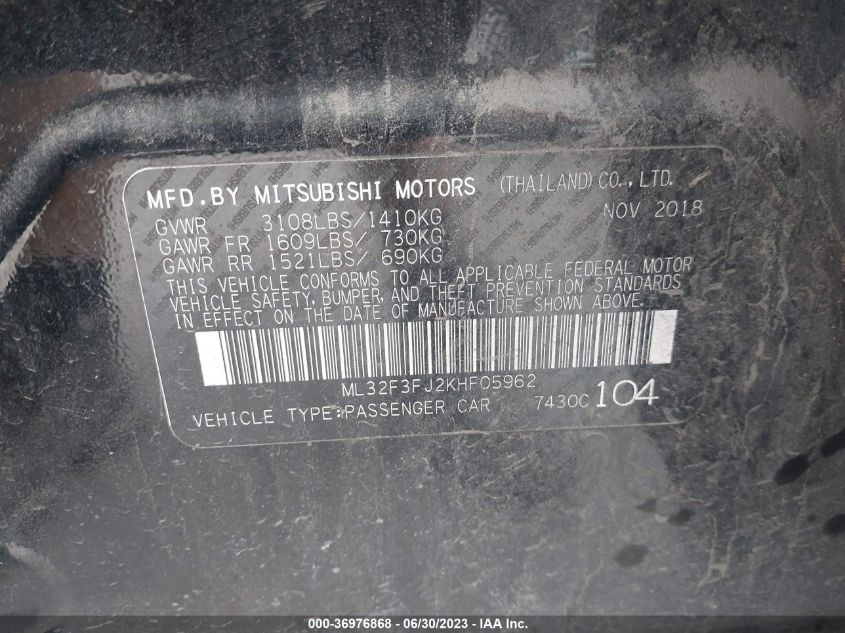 MFD.BY MITSUBISHI MOTORS (THAILAND)CO.,LTD.
GVWR 3108LBS/1410KG NOV 2018
GAWR FR 1609LBS/ 730KG
GAWR RR 1521LBS/ 690KG
THIS VEHICLE CONFORMS TO ALL APPLICABLE FEDERAL MOTOR
VEHICLE SAFETY,BUMPER,AND THEFT PREVENTION STANDARDS
IN EFFECT ON THE DATE OF MANUFACTURE SHOWN ABOVE.
ML32F3FJ2KHF05962
VEHICLE TYPE:PASSENGER CAR 7430C 104
000-36976868 - 06/30/2023 - IAA Inc.